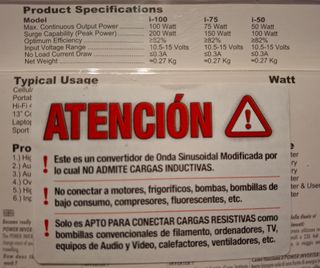 Product Specifications
Model i-100 i-75 i-50
Max. Continuous Output Power 100 Watt 75 Watt 50 Watt
Surge Capability (Peak Power) 200 Watt 150 Watt 100 Watt
Optimum Efficiency ≥82% ≥82% ≥82%
Input Voltage Range 10.5-15 Volts 10.5-15 Volts 10.5-15 Volts
No Load Current Draw ≤0.3A ≤0.3A ≤0.3A
Net Weight ≈0.27 Kg ≈0.27 Kg ≈0.27 Kg
Typical Usage Watt
ATENCIÓN
! Este es un convertidor de Onda Sinusoidal Modificada por
lo cual NO ADMITE CARGAS INDUCTIVAS.
! No conectar a motores, frigoríficos, bombas, bombillas de
bajo consumo, compresores, fluorescentes, etc.
! Solo es APTO PARA CONECTAR CARGAS RESISTIVAS como
bombillas convencionales de filamento, ordenadores, TV,
equipos de Audio y Video, calefactores, ventiladores, etc.